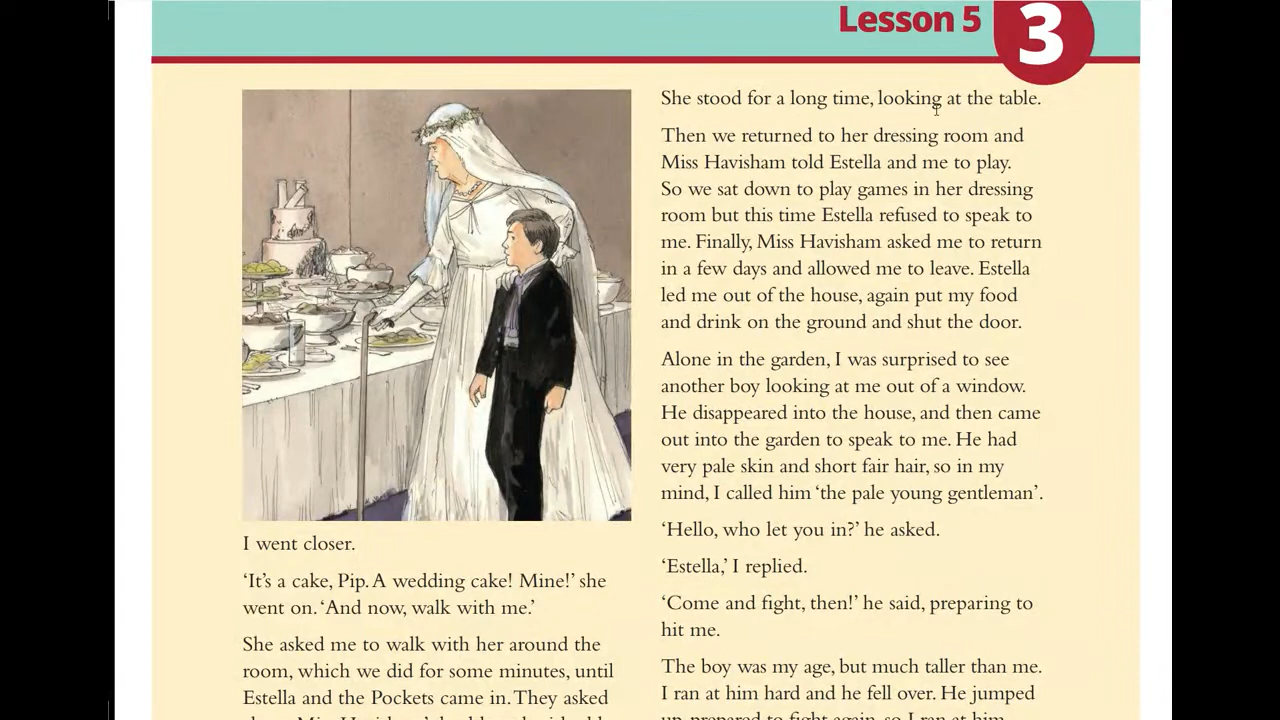 Lesson 5
3
I went closer.
‘It’s a cake, Pip. A wedding cake! Mine!’ she
went on. ‘And now, walk with me.’
She asked me to walk with her around the
room, which we did for some minutes, until
Estella and the Pockets came in. They asked
She stood for a long time, looking at the table.
Then we returned to her dressing room and
Miss Havisham told Estella and me to play.
So we sat down to play games in her dressing
room but this time Estella refused to speak to
me. Finally, Miss Havisham asked me to return
in a few days and allowed me to leave. Estella
led me out of the house, again put my food
and drink on the ground and shut the door.
Alone in the garden, I was surprised to see
another boy looking at me out of a window.
He disappeared into the house, and then came
out into the garden to speak to me. He had
very pale skin and short fair hair, so in my
mind, I called him ‘the pale young gentleman’.
‘Hello, who let you in?’ he asked.
‘Estella,’ I replied.
‘Come and fight, then!’ he said, preparing to
hit me.
The boy was my age, but much taller than me.
I ran at him hard and he fell over. He jumped
up, prepared to fight again, so I ran at him